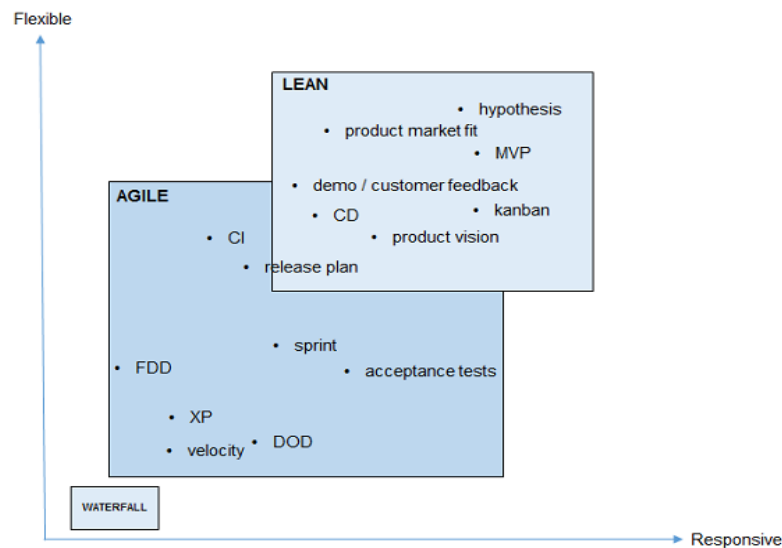 Flexible
LEAN
• hypothesis
• product market fit
• MVP
• demo / customer feedback
AGILE
• kanban
• CD
• CI
• product vision
• release plan
• sprint
• FDD
• acceptance tests
• XP
• DOD
• velocity
WATERFALL
Responsive